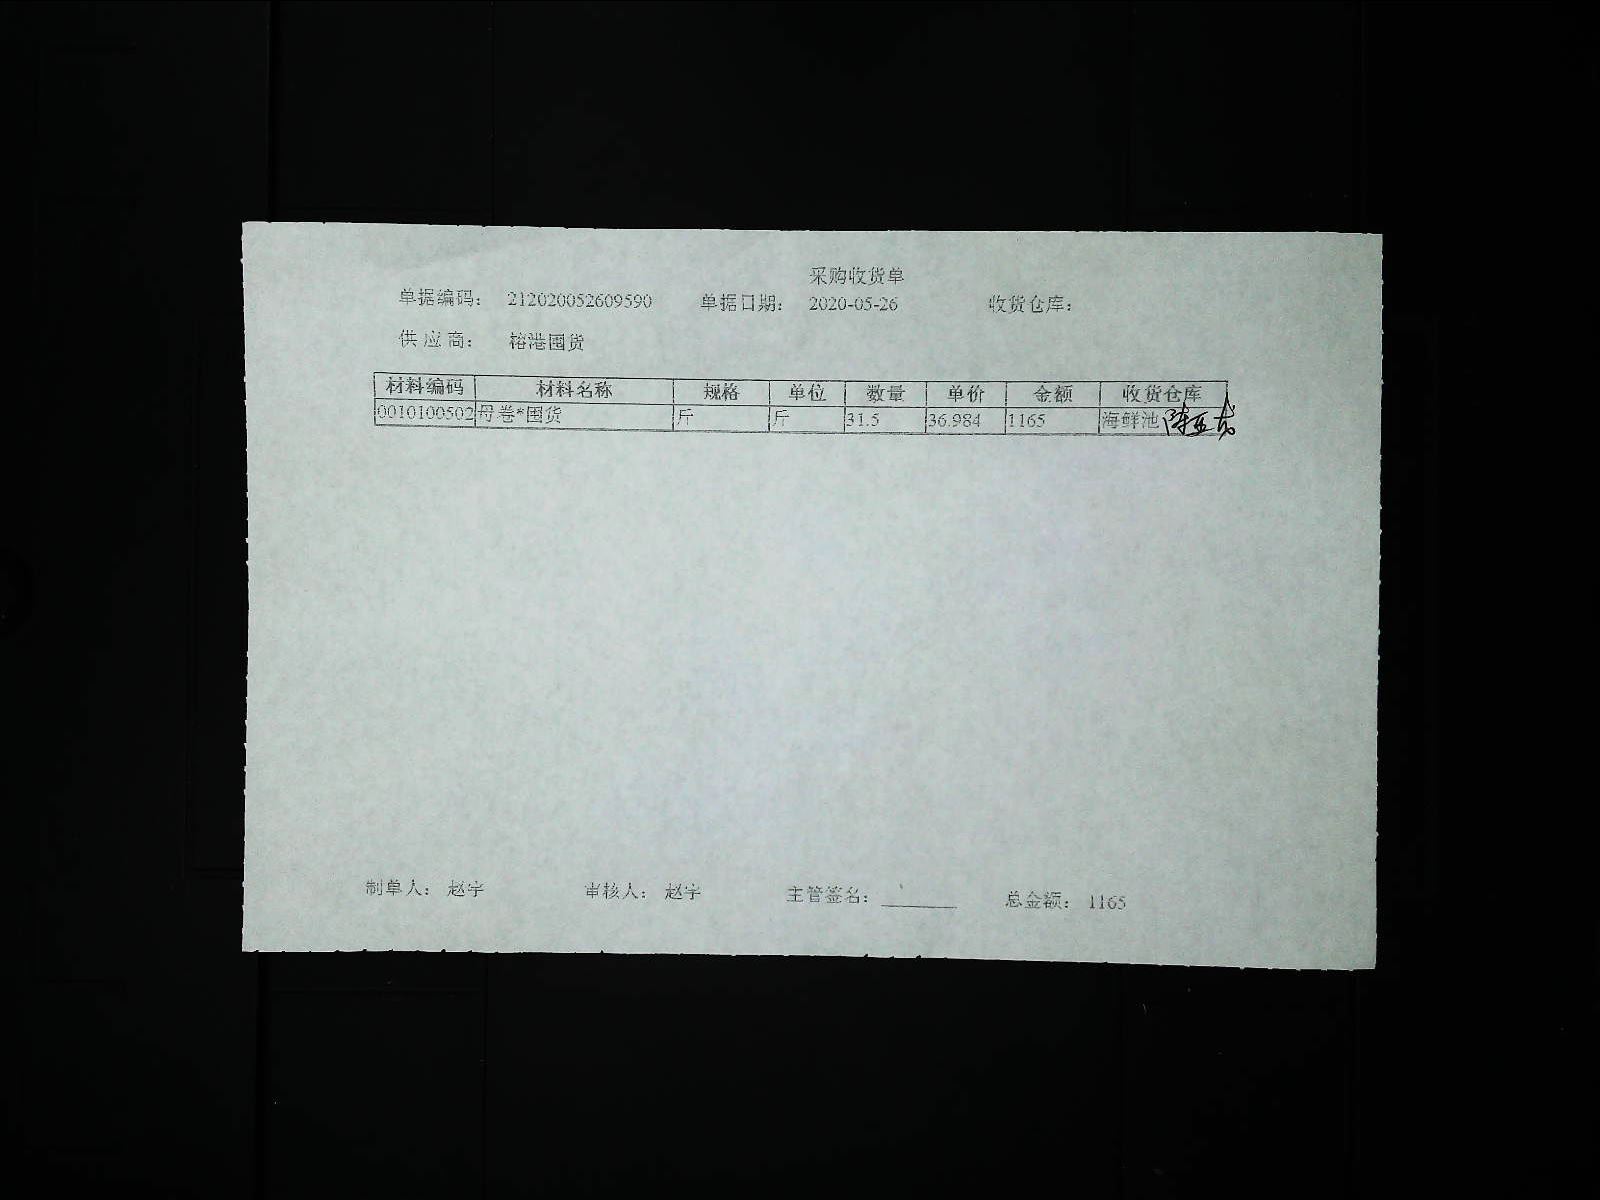 采购收货单
单据编码： 212020052609590 单据日期： 2020-05-26 收货仓库：
供 应 商： 榕港囤货
材料编码 材料名称 规格 单位 数量 单价 金额 收货仓库
0010100502 母卷*囤货 斤 斤 31.5 36.984 1165 海鲜池
制单人： 赵宇 审核人： 赵宇 主管签名： 总金额： 1165